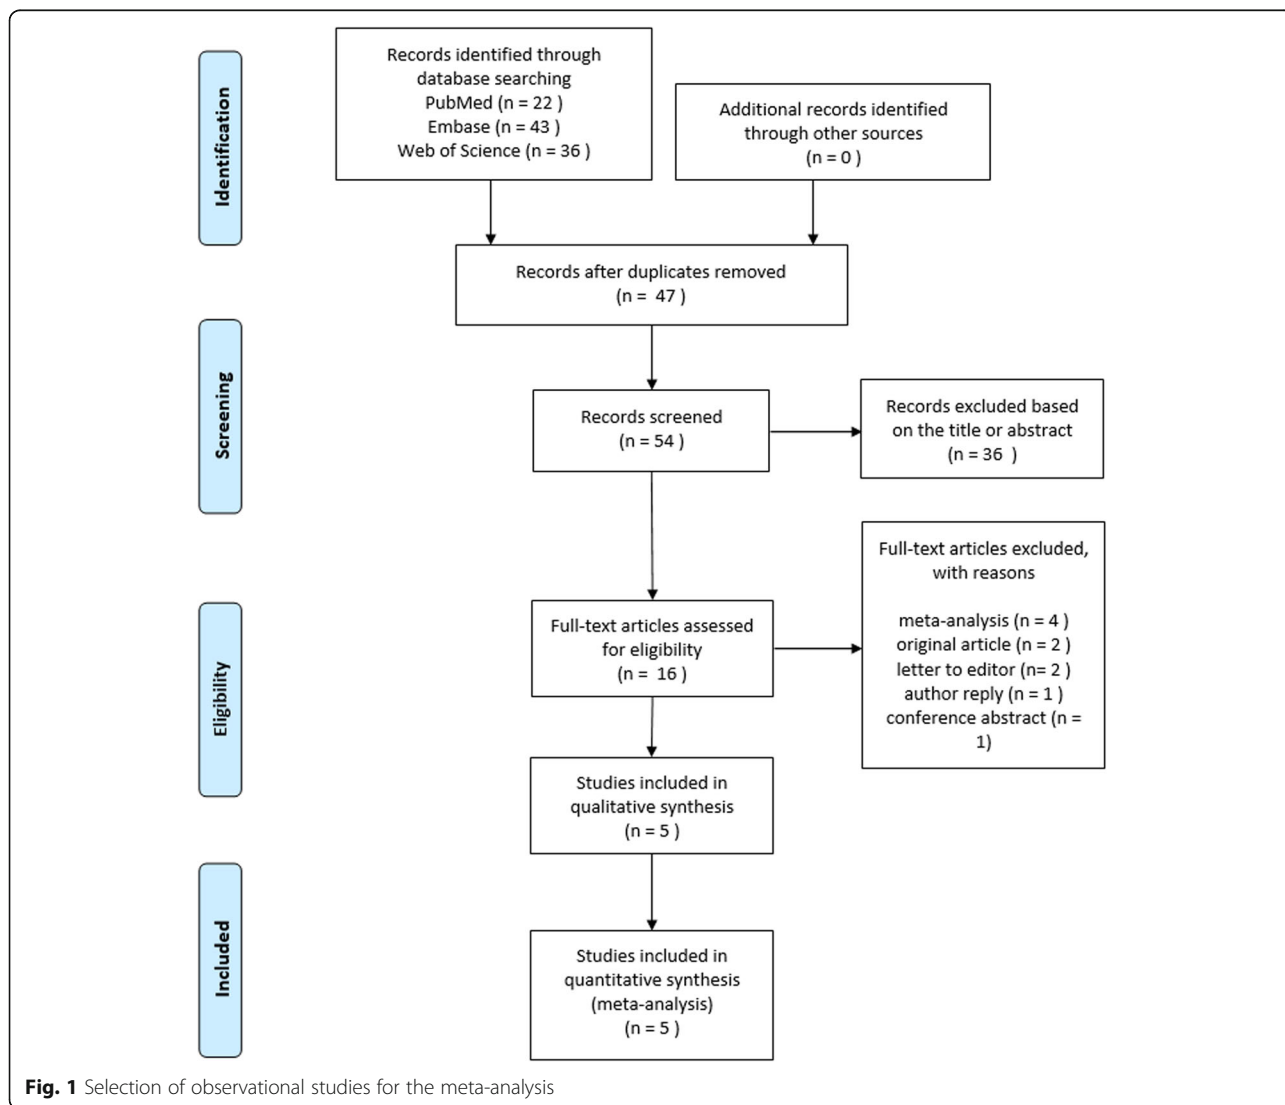 Identification
Records identified through
database searching
PubMed (n = 22 )
Embase (n = 43 )
Web of Science (n = 36 )
Additional records identified
through other sources
(n = 0 )
Records after duplicates removed
(n = 47 )
Screening
Records screened
(n = 54 )
Records excluded based
on the title or abstract
(n = 36 )
Eligibility
Full-text articles assessed
for eligibility
(n = 16 )
Full-text articles excluded,
with reasons
meta-analysis (n = 4 )
original article (n = 2 )
letter to editor (n= 2 )
author reply (n = 1 )
conference abstract (n =
1)
Studies included in
qualitative synthesis
(n = 5 )
Included
Studies included in
quantitative synthesis
(meta-analysis)
(n = 5 )
Fig. 1 Selection of observational studies for the meta-analysis